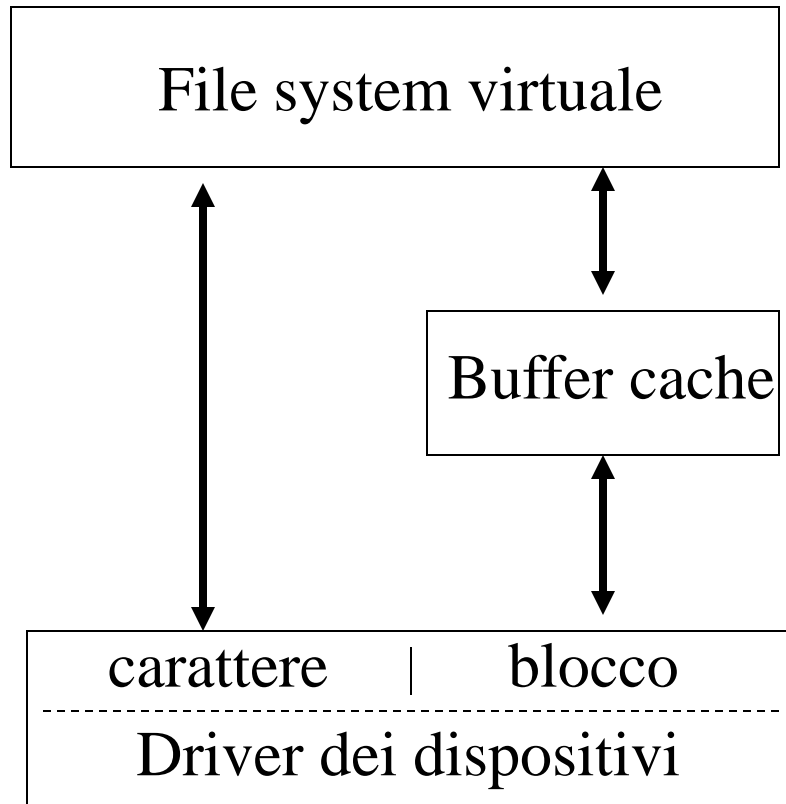 File system virtuale
Buffer cache
carattere | blocco
Driver dei dispositivi